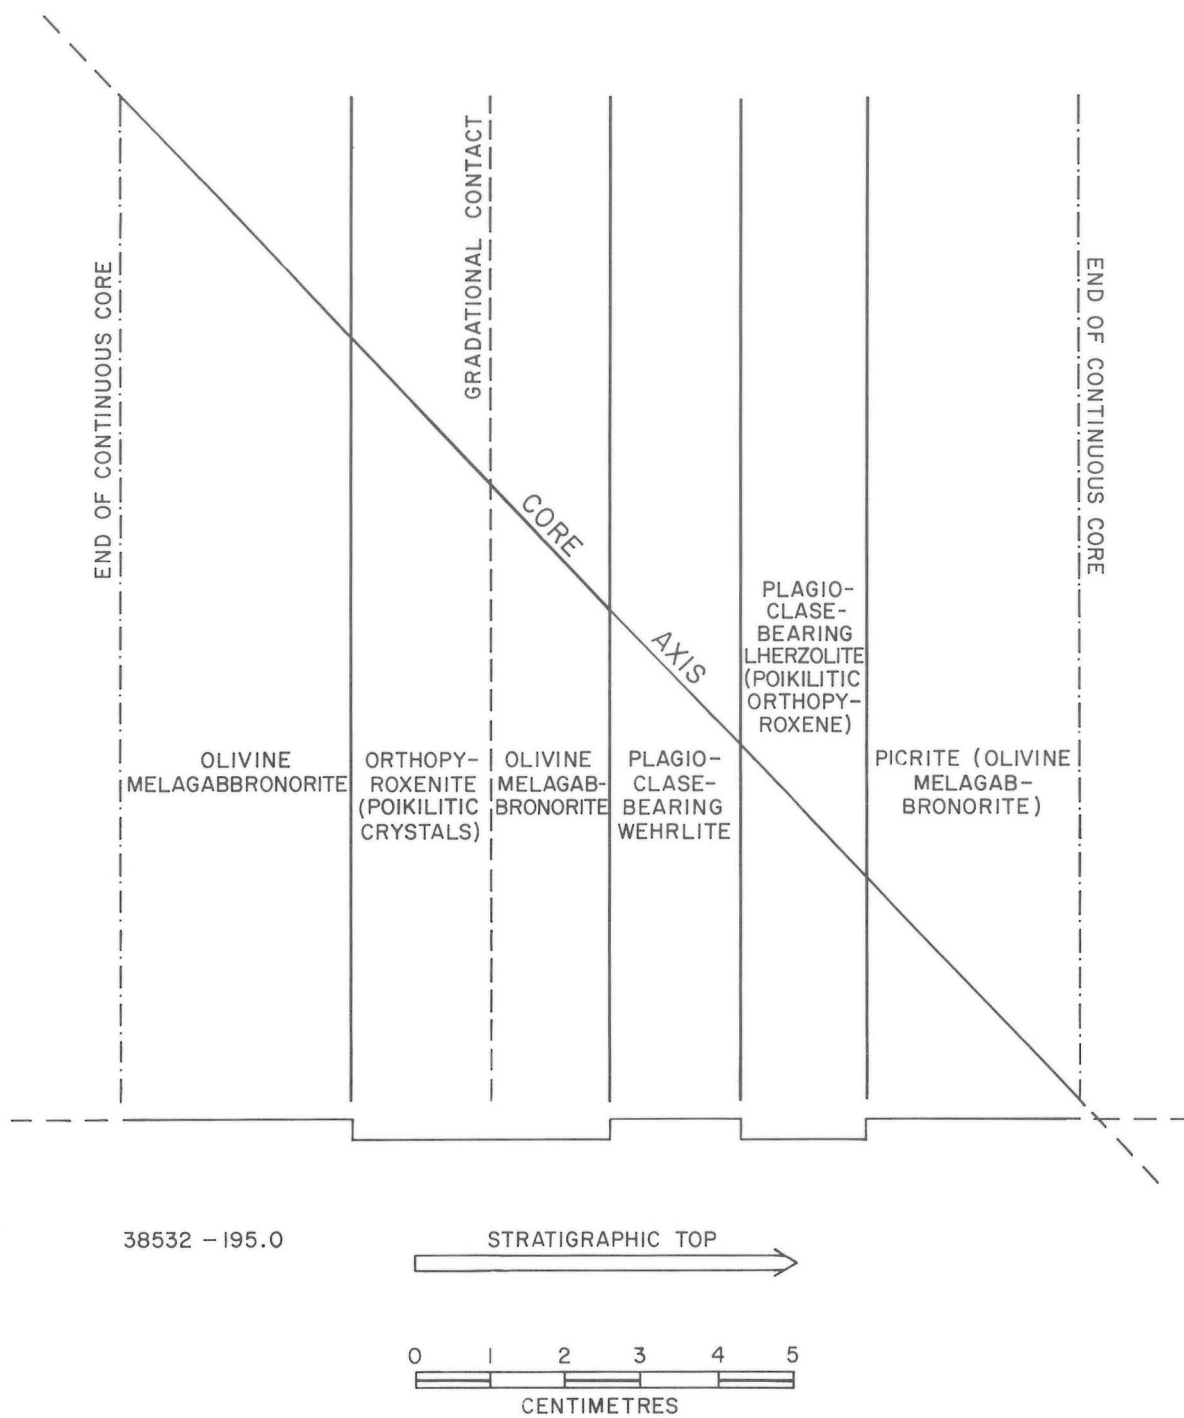 END OF CONTINUOUS CORE
GRADATIONAL CONTACT
END OF CONTINUOUS CORE
CORE
AXIS
OLIVINE
MELAGABBRONORITE
ORTHOPY-
ROXENITE
(POIKILITIC
CRYSTALS)
OLIVINE
MELAGAB-
BRONORITE
PLAGIO-
CLASE-
BEARING
WEHRLITE
PLAGIO-
CLASE-
BEARING
LHERZOLITE
(POIKILITIC
ORTHOPY-
ROXENE)
PICRITE (OLIVINE
MELAGAB-
BRONORITE)
38532 -195.0
STRATIGRAPHIC TOP
0 1 2 3 4 5
CENTIMETRES